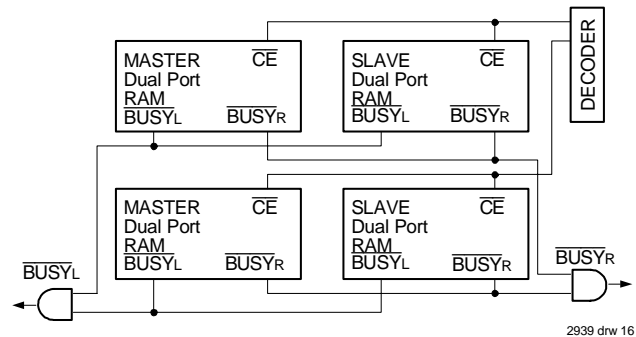 MASTER
Dual Port
RAM
CE
BUSYL
BUSYR
SLAVE
Dual Port
RAM
CE
BUSYL
BUSYR
DECODER
MASTER
Dual Port
RAM
CE
BUSYL
BUSYR
SLAVE
Dual Port
RAM
CE
BUSYL
BUSYR
BUSYL
BUSYR
2939 drw 16